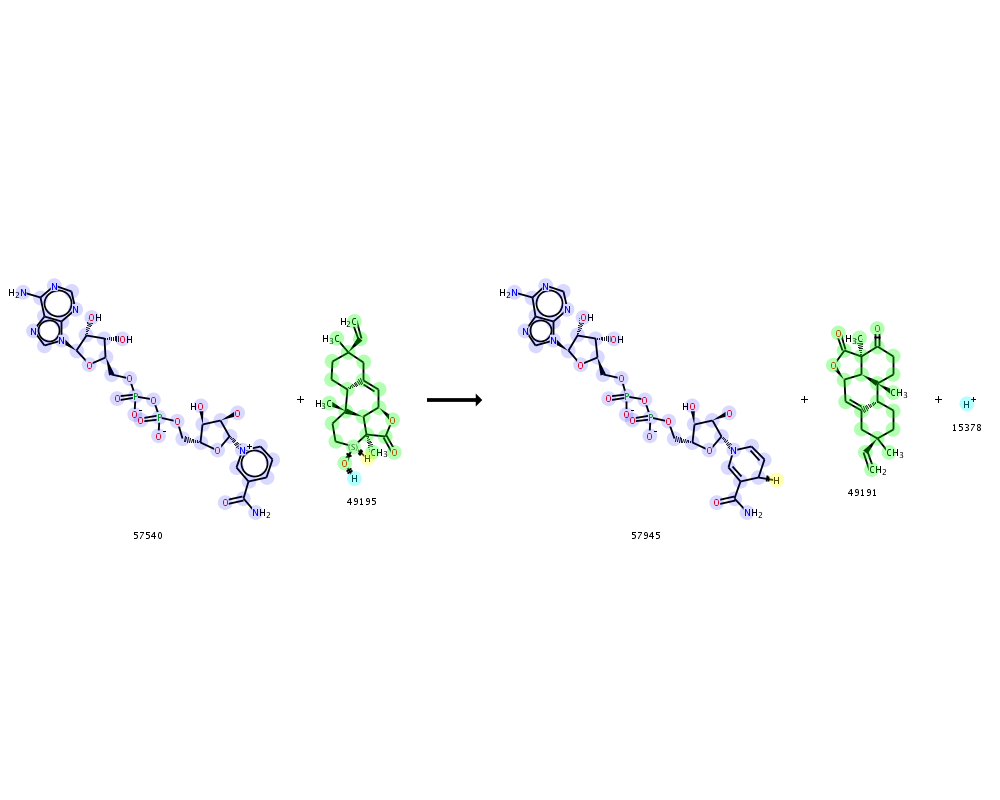 H₂N N N N N N OH OH O O P O O O⁻ P O O⁻ O HO O O N⁺ O NH₂
57540
+
H₂C H₃C H₃C O O CH₃ (S) H O H
49195
H₂N N N N N N OH OH O O P O O O⁻ P O O⁻ O HO O O N H O NH₂
57945
+
O O H₃C O CH₃ CH₃ CH₂
49191
+
H⁺
15378